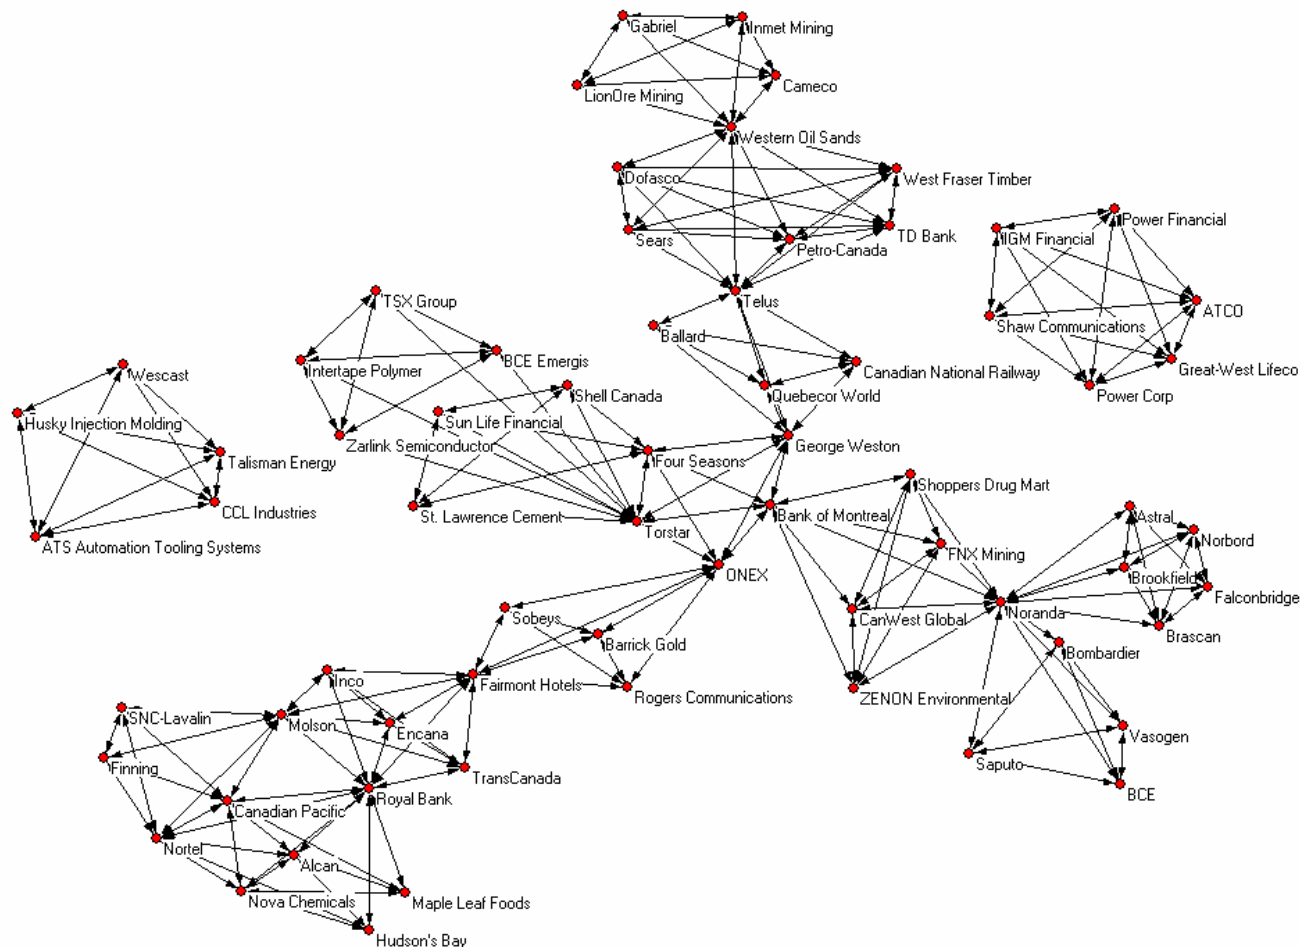 Gabriel
Inmet Mining
LionOre Mining
Cameco
Western Oil Sands
Dofasco
West Fraser Timber
Sears
Petro-Canada
TD Bank
Power Financial
IGM Financial
ATCO
Shaw Communications
Great-West Lifeco
Power Corp
Telus
TSX Group
Ballard
BCE Emergis
Intertape Polymer
Canadian National Railway
Wescast
Shell Canada
Quebecor World
Husky Injection Molding
Sun Life Financial
Zarlink Semiconductor
George Weston
Talisman Energy
Four Seasons
Shoppers Drug Mart
CCL Industries
St. Lawrence Cement
Torstar
Bank of Montreal
Astral
ATS Automation Tooling Systems
FNX Mining
Norbord
ONEX
Brookfield
Falconbridge
Sobeys
CanWest Global
Noranda
Brascan
Barrick Gold
Bombardier
Inco
Fairmont Hotels
Rogers Communications
ZENON Environmental
SNC-Lavalin
Molson
Encana
Vasogen
Finning
TransCanada
Saputo
BCE
Canadian Pacific
Royal Bank
Nortel
Alcan
Nova Chemicals
Maple Leaf Foods
Hudson's Bay